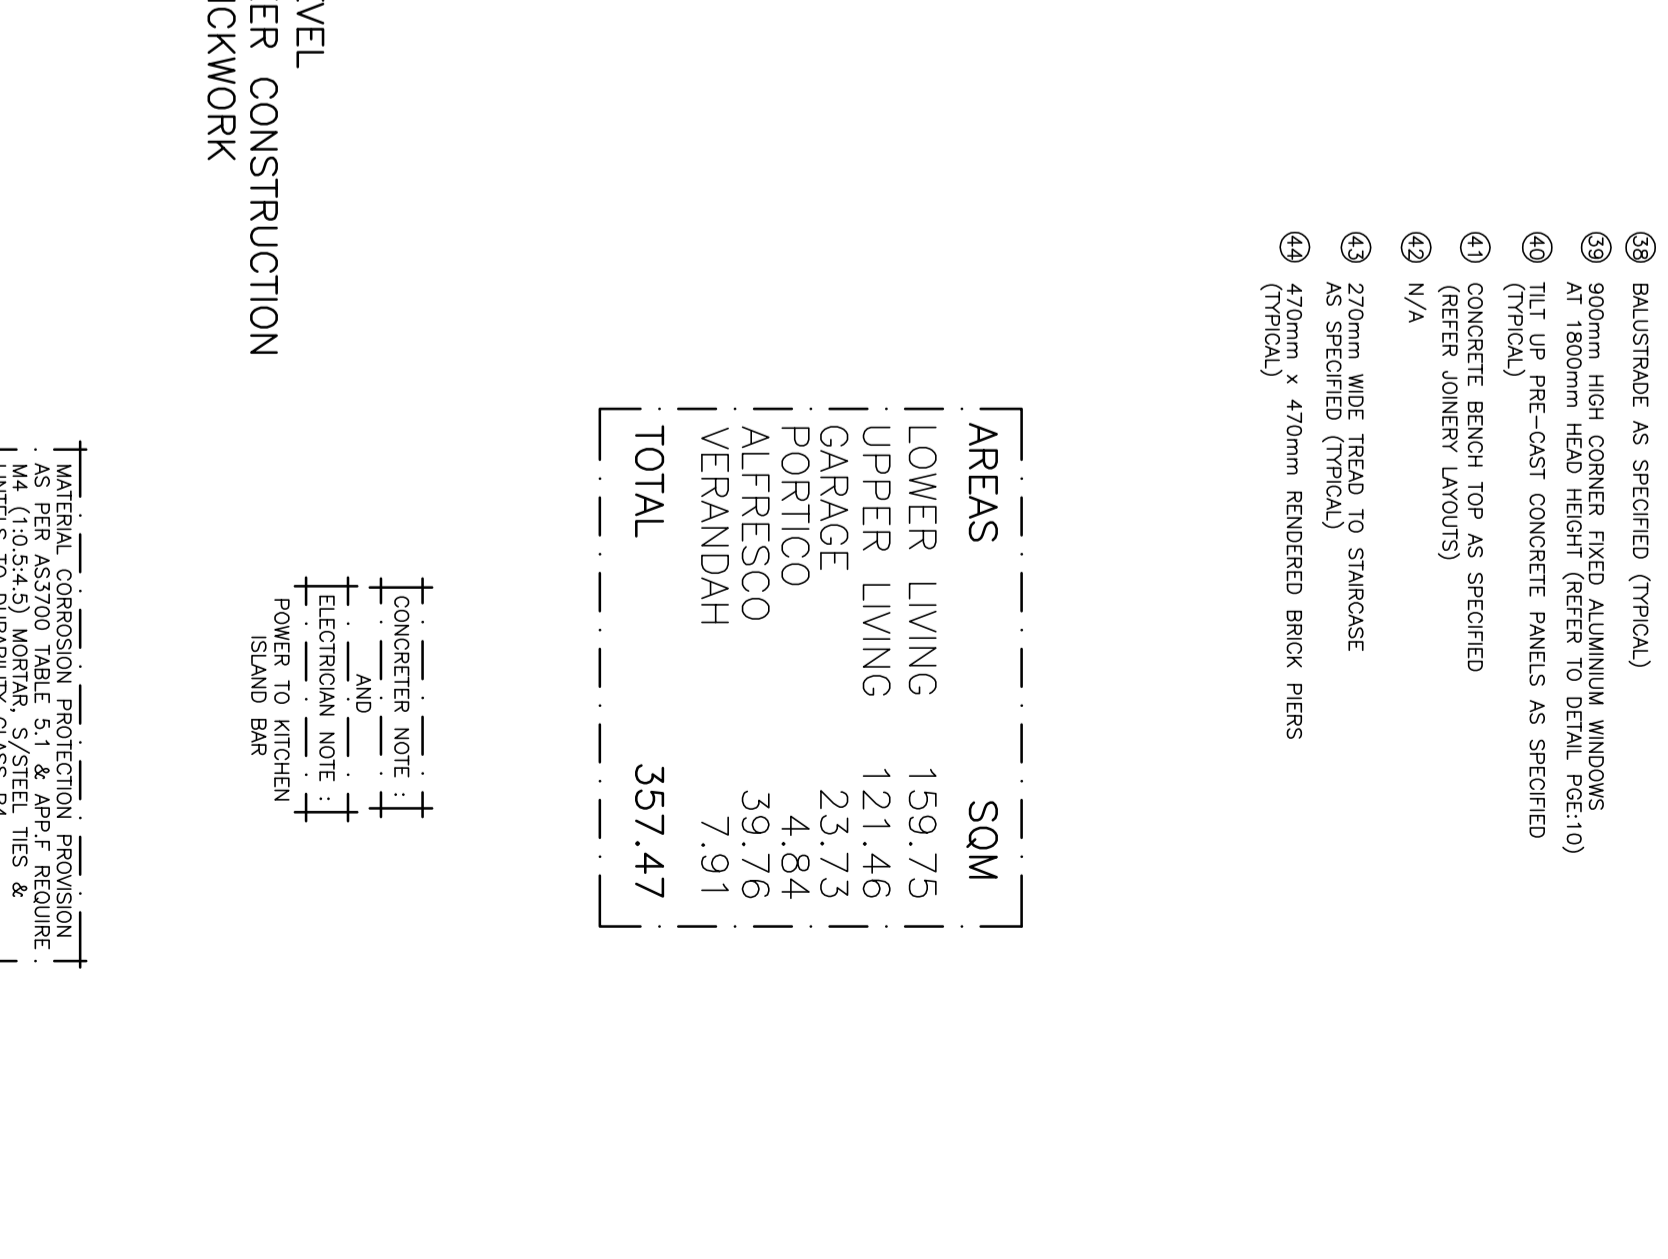 38 BALUSTRADE AS SPECIFIED (TYPICAL)
39 900mm HIGH CORNER FIXED ALUMINIUM WINDOWS
AT 1800mm HEAD HEIGHT (REFER TO DETAIL PGE:10)
40 TILT UP PRE-CAST CONCRETE PANELS AS SPECIFIED
(TYPICAL)
41 CONCRETE BENCH TOP AS SPECIFIED
(REFER JOINERY LAYOUTS)
42 N/A
43 270mm WIDE TREAD TO STAIRCASE
AS SPECIFIED (TYPICAL)
44 470mm x 470mm RENDERED BRICK PIERS
(TYPICAL)
AREAS SQM
LOWER LIVING 159.75
UPPER LIVING 121.46
GARAGE 23.73
PORTICO 4.84
ALFRESCO 39.76
VERANDAH 7.91
TOTAL 357.47
CONCRETER NOTE :
AND
ELECTRICIAN NOTE :
POWER TO KITCHEN
ISLAND BAR
VEL
ER CONSTRUCTION
ICKWORK
MATERIAL CORROSION PROTECTION PROVISION
AS PER AS3700 TABLE 5.1 & APP.F REQUIRE
M4 (1:0.5:4.5) MORTAR, S/STEEL TIES &
LINTELS TO DURABILITY CLASS R4